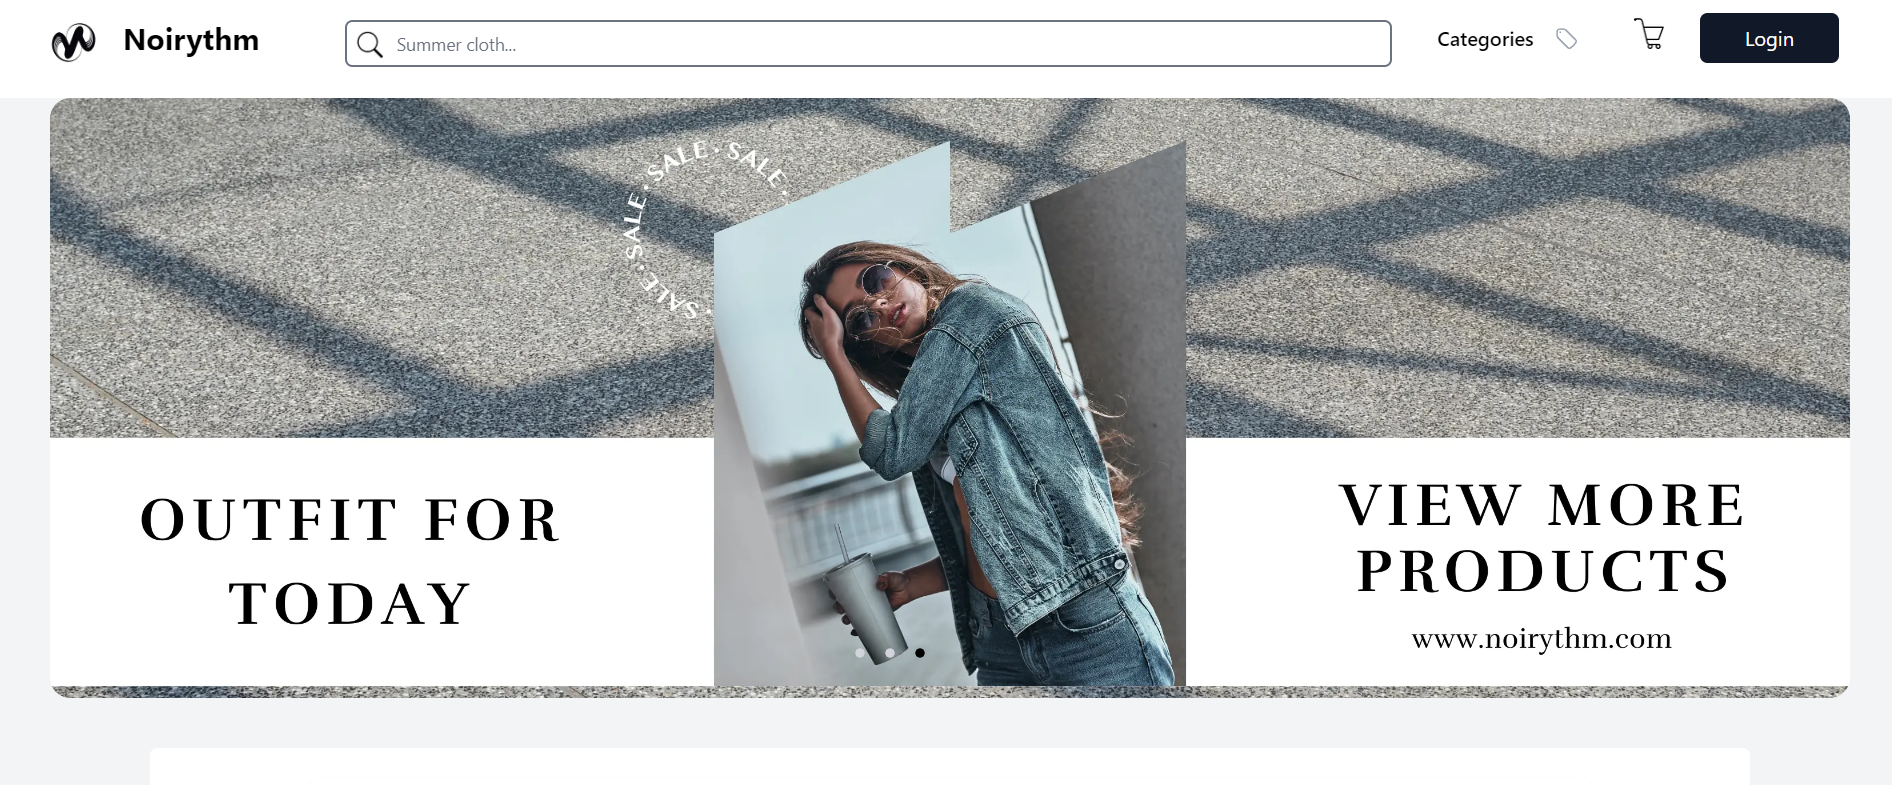 Noirythm
Summer cloth...
Categories
Login
SALE · SALE · SALE · SALE ·
OUTFIT FOR
TODAY
VIEW MORE
PRODUCTS
www.noirythm.com